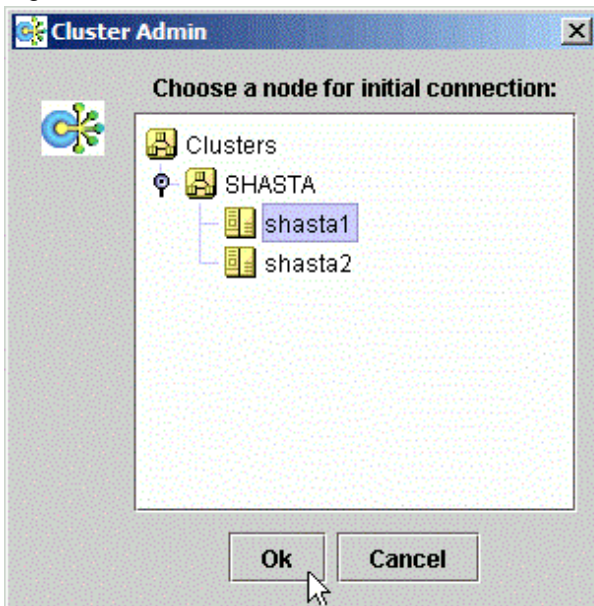 Cluster Admin
Choose a node for initial connection:
Clusters
SHASTA
shasta1
shasta2
Ok
Cancel